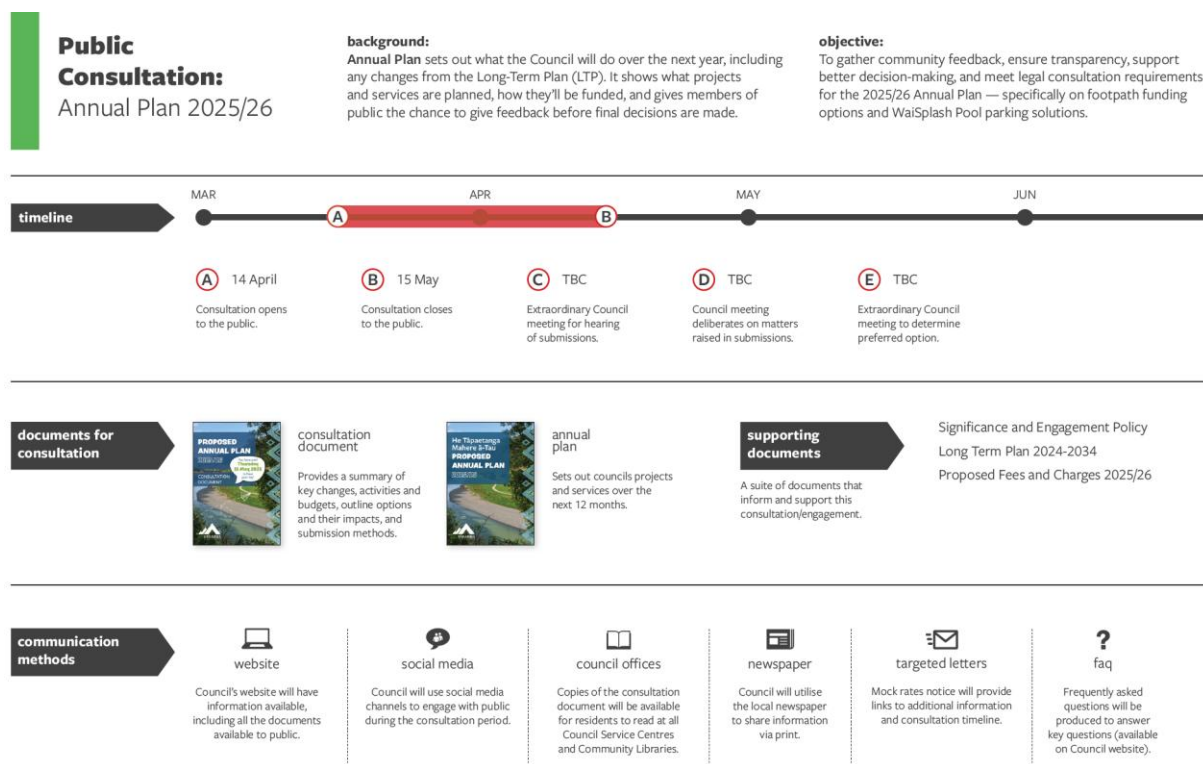 Public
Consultation:
Annual Plan 2025/26
background:
Annual Plan sets out what the Council will do over the next year, including
any changes from the Long-Term Plan (LTP). It shows what projects
and services are planned, how they'll be funded, and gives members of
public the chance to give feedback before final decisions are made.
objective:
To gather community feedback, ensure transparency, support
better decision-making, and meet legal consultation requirements
for the 2025/26 Annual Plan — specifically on footpath funding
options and WaiSplash Pool parking solutions.
timeline
MAR
APR
MAY
JUN
A
B
A 14 April
Consultation opens
to the public.
B 15 May
Consultation closes
to the public.
C TBC
Extraordinary Council
meeting for hearing
of submissions.
D TBC
Council meeting
deliberates on matters
raised in submissions.
E TBC
Extraordinary Council
meeting to determine
preferred option.
documents for
consultation
PROPOSED
ANNUAL PLAN
CONSULTATION
DOCUMENT
consultation
document
Provides a summary of
key changes, activities and
budgets, outline options
and their impacts, and
submission methods.
He Tāpaetanga
Mahere ā-Tau
PROPOSED
ANNUAL PLAN
annual
plan
Sets out councils projects
and services over the
next 12 months.
supporting
documents
A suite of documents that
inform and support this
consultation/engagement.
Significance and Engagement Policy
Long Term Plan 2024-2034
Proposed Fees and Charges 2025/26
communication
methods
website
Council's website will have
information available,
including all the documents
available to public.
social media
Council will use social media
channels to engage with public
during the consultation period.
council offices
Copies of the consultation
document will be available
for residents to read at all
Council Service Centres
and Community Libraries.
newspaper
Council will utilise
the local newspaper
to share information
via print.
targeted letters
Mock rates notice will provide
links to additional information
and consultation timeline.
?
faq
Frequently asked
questions will be
produced to answer
key questions (available
on Council website).